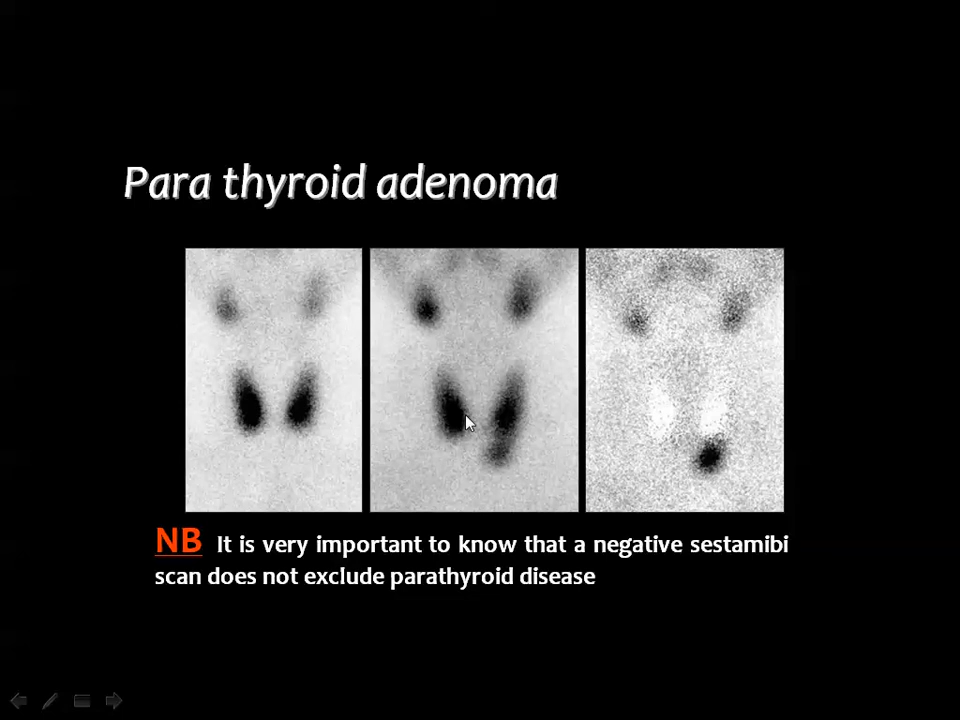 Para thyroid adenoma
NB It is very important to know that a negative sestamibi
scan does not exclude parathyroid disease